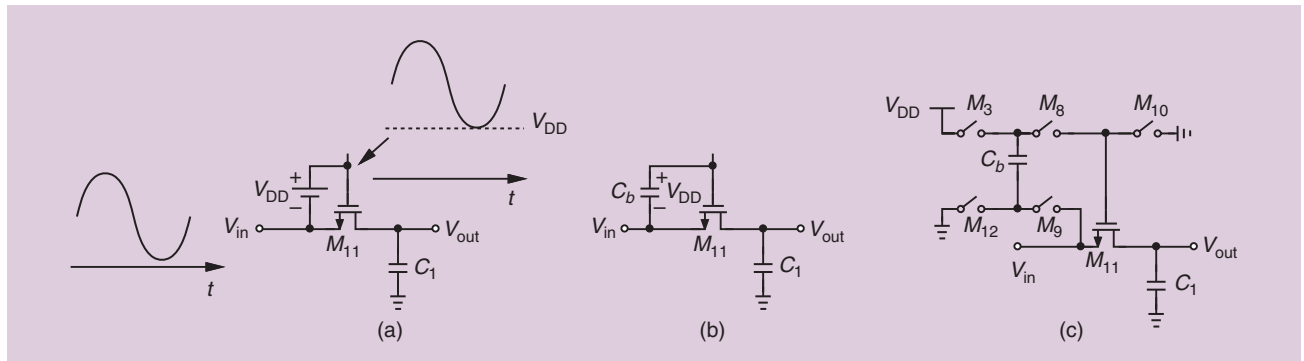 V_DD
t
V_DD
+
−
V_in
V_out
M_11
C_1
t
(a)
C_b
+
V_DD
−
V_in
V_out
M_11
C_1
(b)
V_DD
M_3
M_8
M_10
C_b
M_12
M_9
V_in
M_11
V_out
C_1
(c)